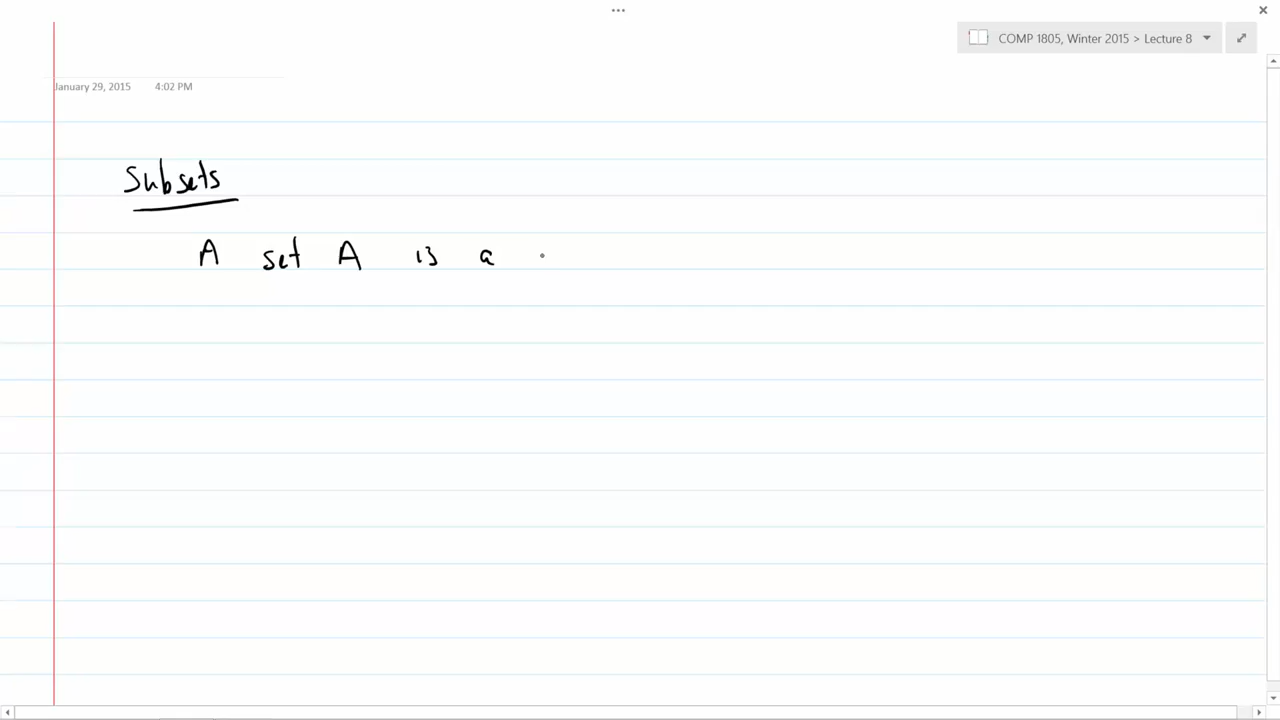 ...
COMP 1805, Winter 2015 > Lecture 8
January 29, 2015 4:02 PM
Subsets
A set A is a